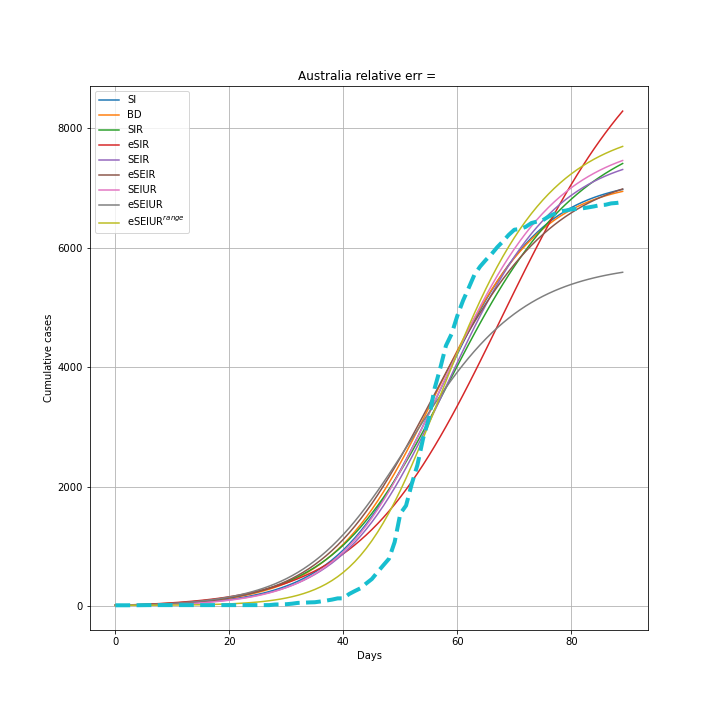 Australia relative err =
SI
BD
SIR
eSIR
SEIR
eSEIR
SEIUR
eSEIUR
eSEIUR^range
8000
6000
4000
2000
0
Cumulative cases
0 20 40 60 80
Days